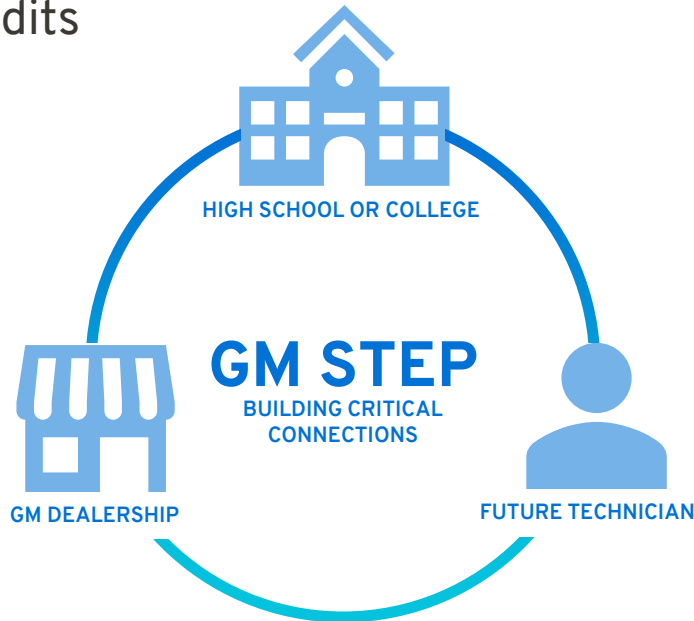 dits
HIGH SCHOOL OR COLLEGE
GM STEP
BUILDING CRITICAL
CONNECTIONS
GM DEALERSHIP
FUTURE TECHNICIAN